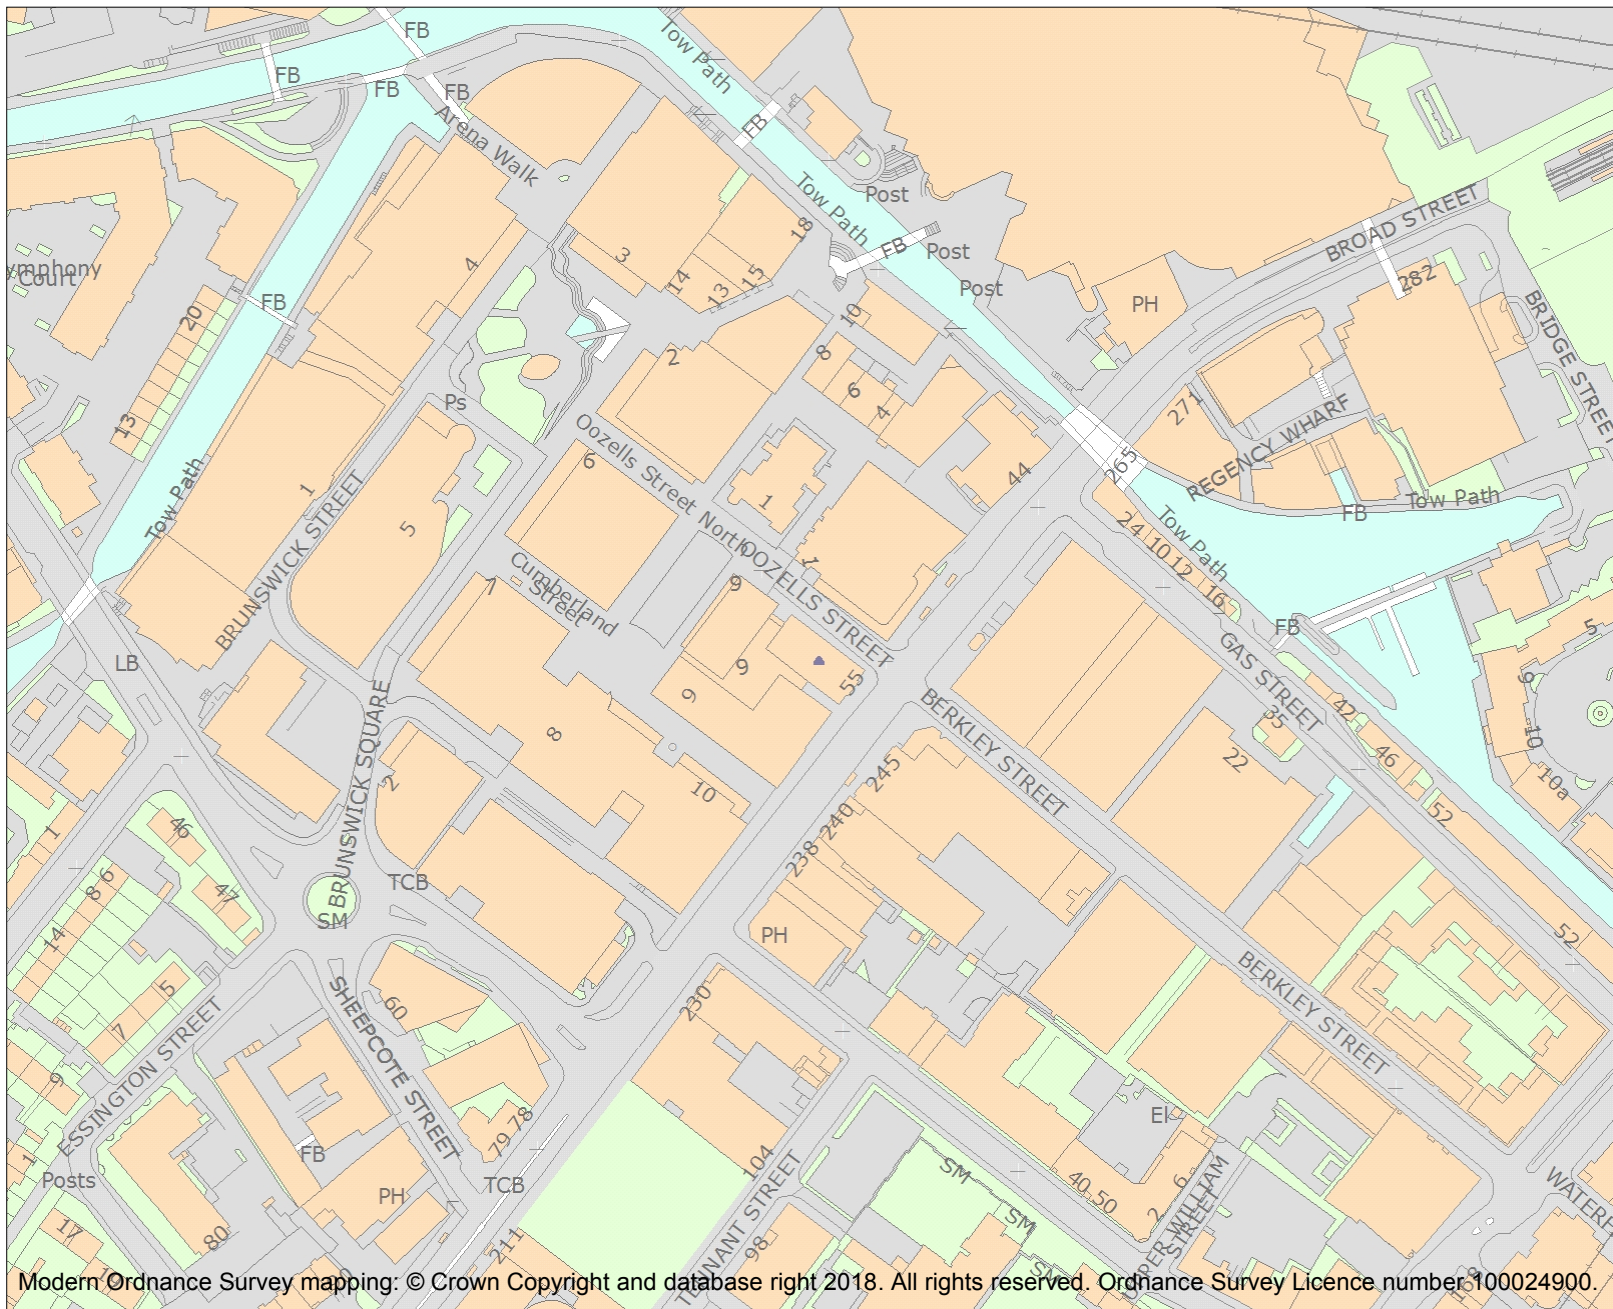 FB
Tow Path
FB
FB
FB
FB
Arena Walk
Post
Tow Path
BROAD STREET
18
FB
Post
ymphony
Court
4
3
14
13
15
Post
282
PH
FB
20
10
BRIDGE STREET
2
8
6
4
271
Ps
REGENCY WHARF
13
Oozells Street North
6
265
44
1
1
Tow Path
Tow Path
FB
5
24
10
12
16
Tow Path
BRUNSWICK STREET
OOZELLS STREET
1
Cumberland
Street
7
9
GAS STREET
FB
5
LB
9
9
55
9
BERKLEY STREET
42
35
10
BRUNSWICK SQUARE
8
22
46
10a
2
10
245
240
238
52
1
46
TCB
8 6
47
SM
14
PH
52
5
60
230
BERKLEY STREET
7
ESSINGTON STREET
SHEEPCOTE STREET
9
79 78
El
1
FB
104
SM
40
50
6
Posts
PH
TCB
TENNANT STREET
2
UPPER WILLIAM
STREET
WATERF
17
80
211
98
SM
SM
Modern Ordnance Survey mapping: © Crown Copyright and database right 2018. All rights reserved. Ordnance Survey Licence number 100024900.